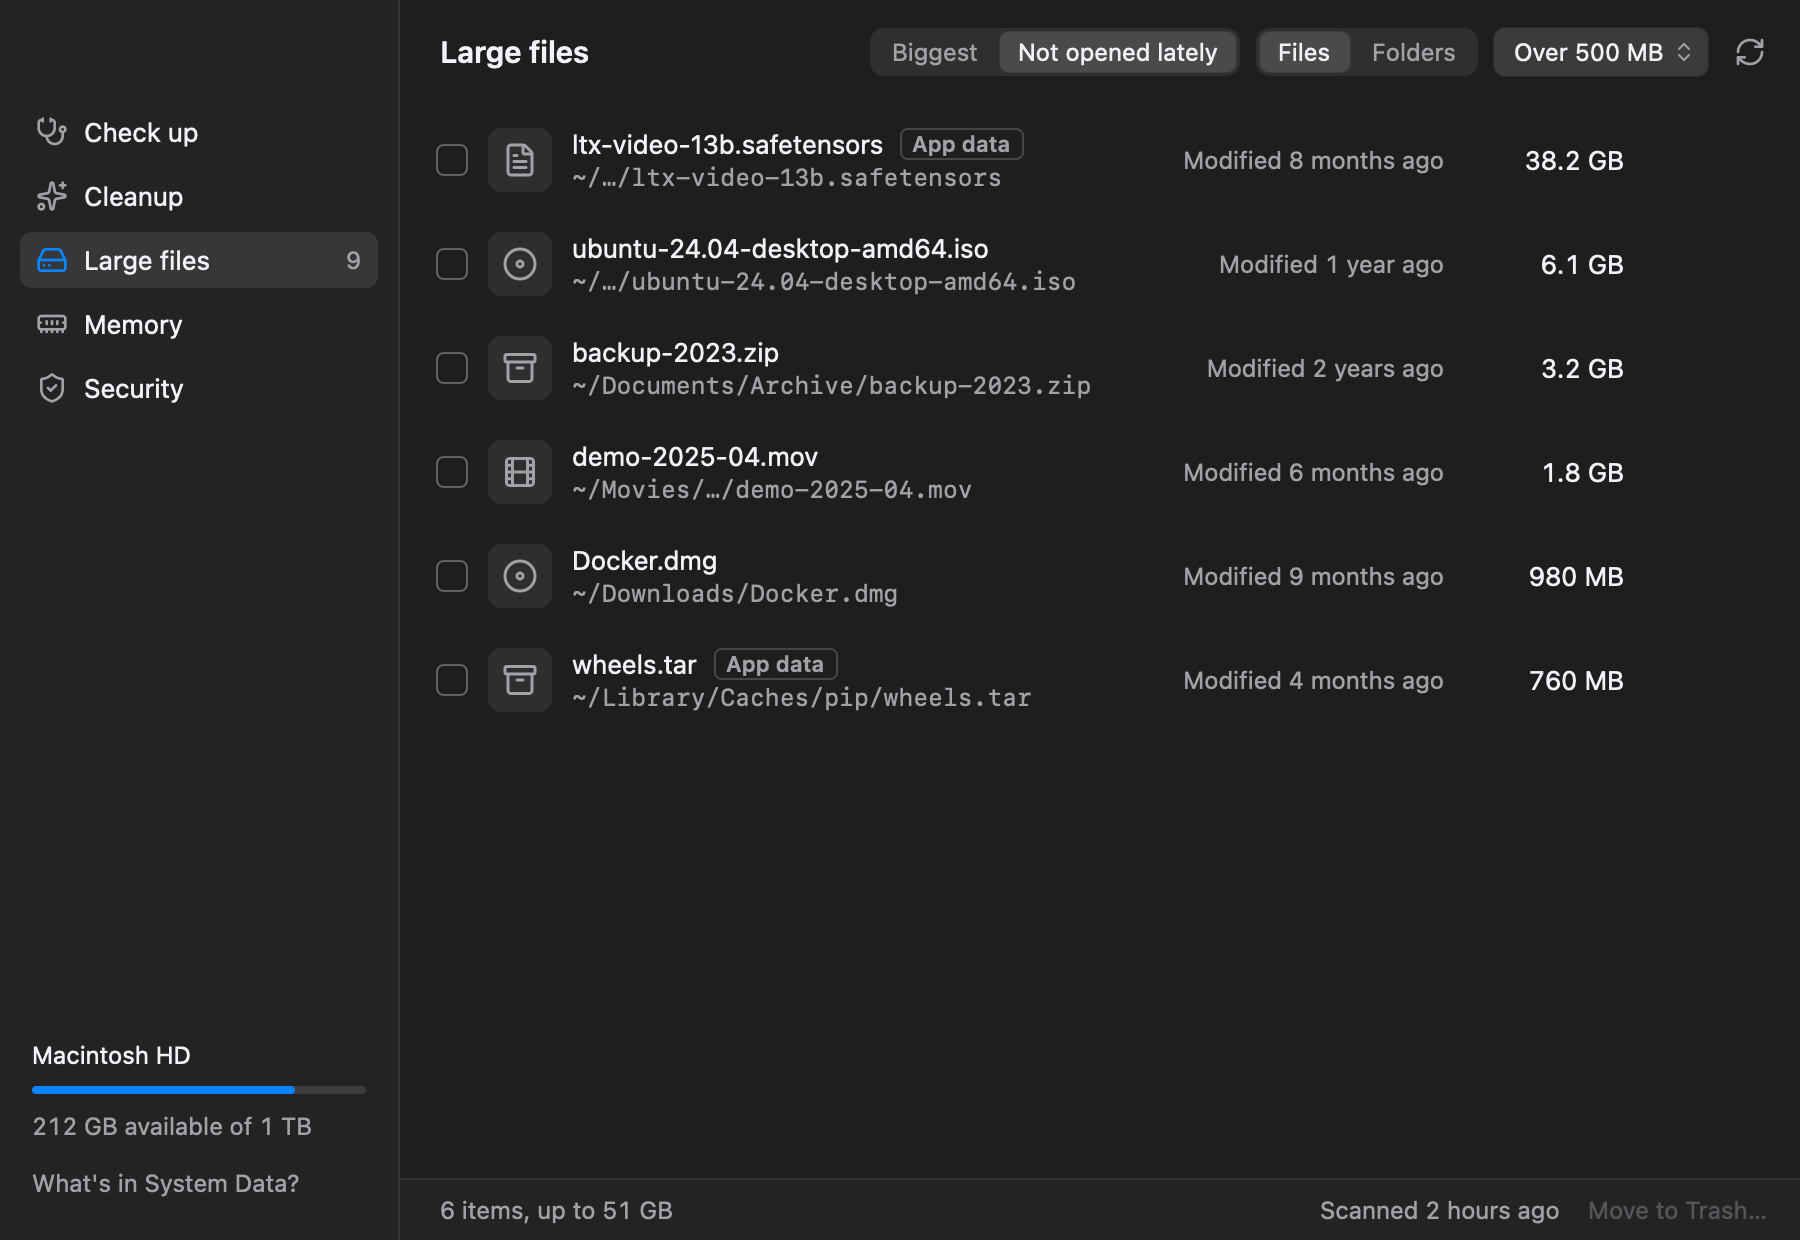 Large files
Biggest
Not opened lately
Files
Folders
Over 500 MB
Check up
Cleanup
Large files 9
Memory
Security
ltx-video-13b.safetensors App data
~/…/ltx-video-13b.safetensors
Modified 8 months ago
38.2 GB
ubuntu-24.04-desktop-amd64.iso
~/…/ubuntu-24.04-desktop-amd64.iso
Modified 1 year ago
6.1 GB
backup-2023.zip
~/Documents/Archive/backup-2023.zip
Modified 2 years ago
3.2 GB
demo-2025-04.mov
~/Movies/…/demo-2025-04.mov
Modified 6 months ago
1.8 GB
Docker.dmg
~/Downloads/Docker.dmg
Modified 9 months ago
980 MB
wheels.tar App data
~/Library/Caches/pip/wheels.tar
Modified 4 months ago
760 MB
Macintosh HD
212 GB available of 1 TB
What's in System Data?
6 items, up to 51 GB
Scanned 2 hours ago
Move to Trash...